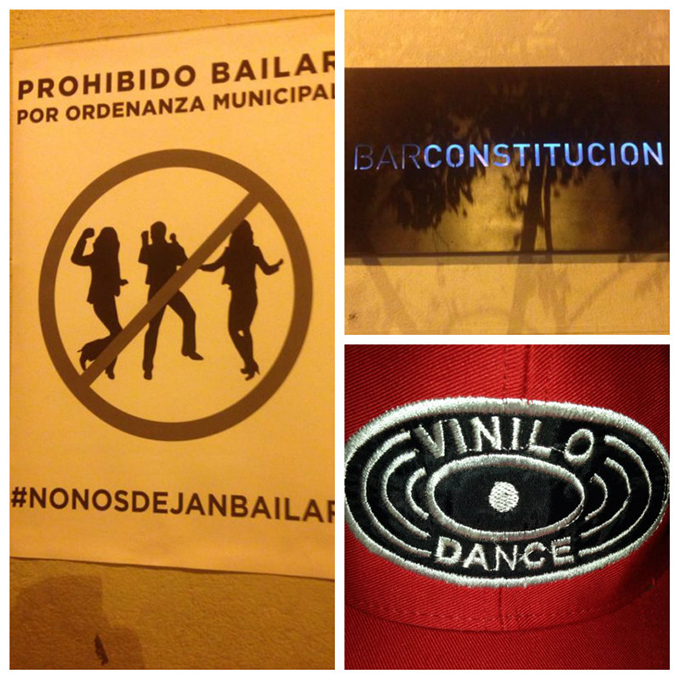 PROHIBIDO BAILAR
POR ORDENANZA MUNICIPAL
#NONOSDEJANBAILAR
BARCONSTITUCION
VINILO
DANCE